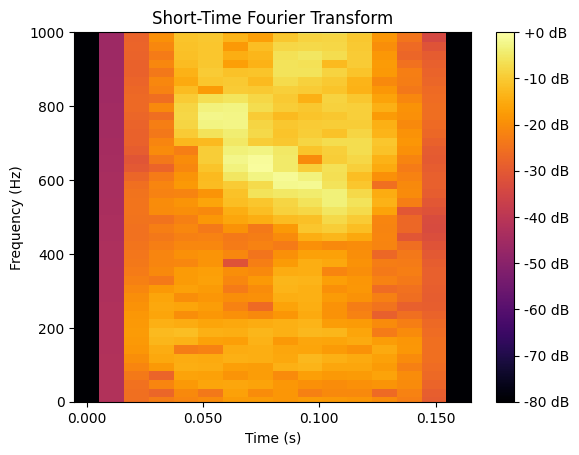 Short-Time Fourier Transform
1000
800
600
400
200
0
Frequency (Hz)
0.000
0.050
0.100
0.150
Time (s)
+0 dB
-10 dB
-20 dB
-30 dB
-40 dB
-50 dB
-60 dB
-70 dB
-80 dB